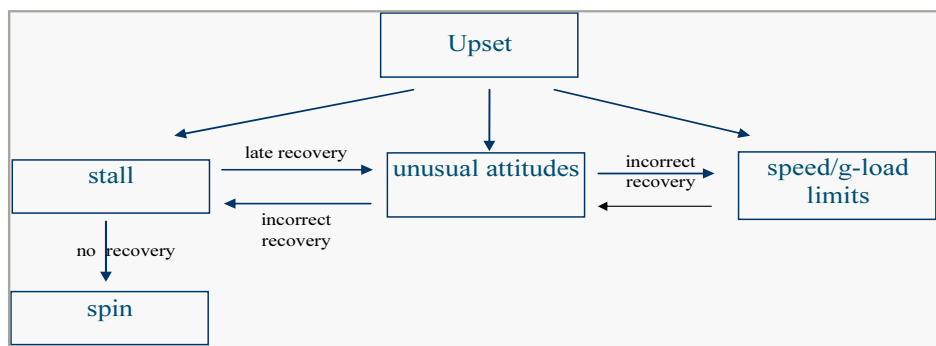 Upset
late recovery
stall
unusual attitudes
incorrect
recovery
speed/g-load
limits
incorrect
recovery
no recovery
spin